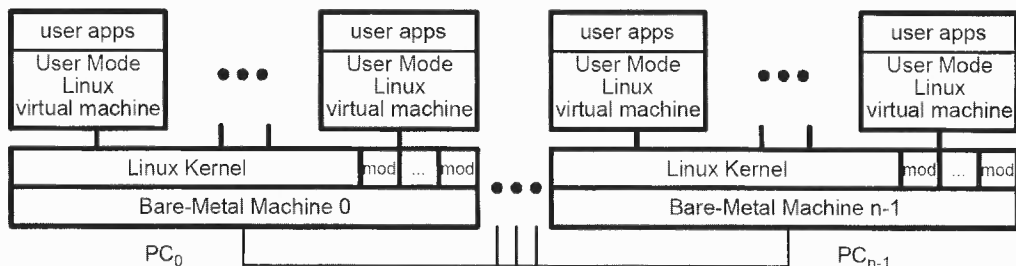 user apps
user apps
user apps
user apps
User Mode
Linux
virtual machine
User Mode
Linux
virtual machine
User Mode
Linux
virtual machine
User Mode
Linux
virtual machine
Linux Kernel
mod
...
mod
Linux Kernel
mod
...
mod
Bare-Metal Machine 0
Bare-Metal Machine n-1
PC0
PCn-1